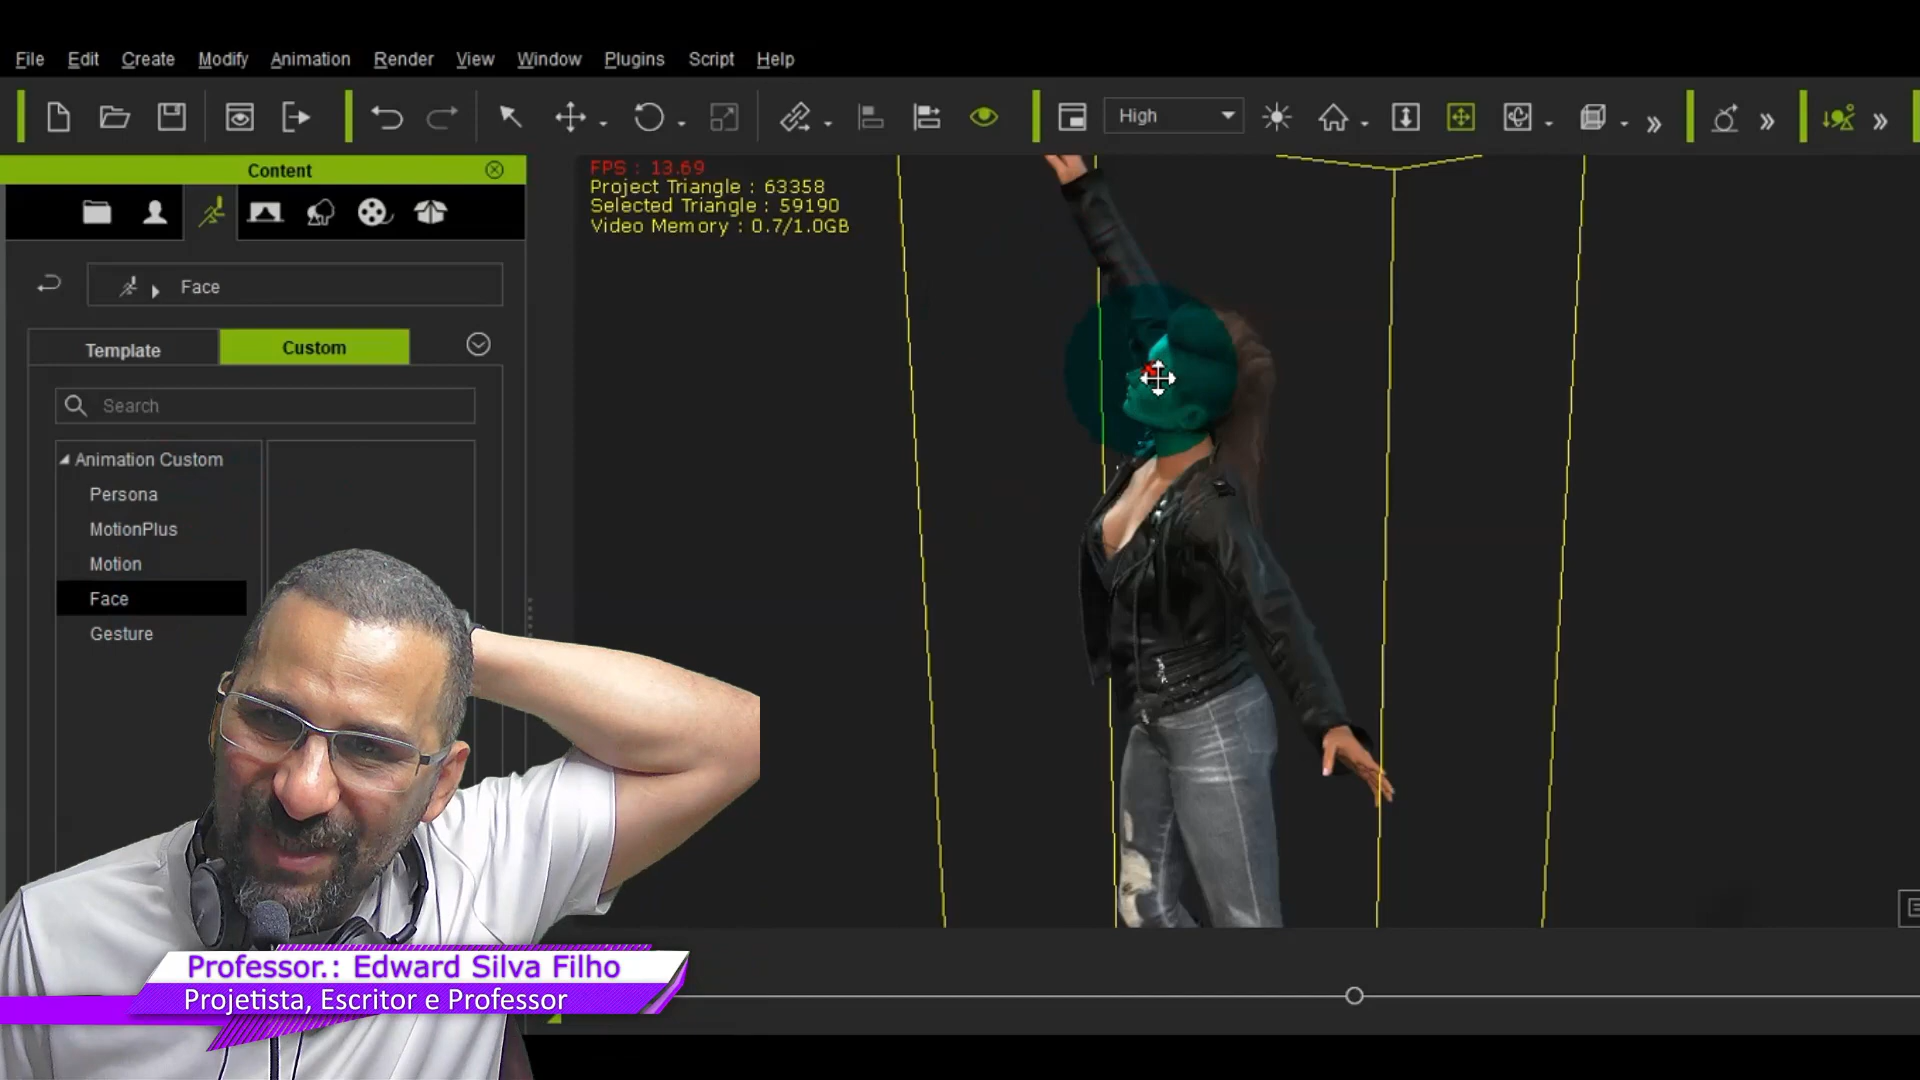 File Edit Create Modify Animation Render View Window Plugins Script Help
High
Content
FPS : 13.69
Project Triangle : 63358
Selected Triangle : 59190
Video Memory : 0.7/1.0GB
Face
Template Custom
Search
Animation Custom
Persona
MotionPlus
Motion
Face
Gesture
Professor.: Edward Silva Filho
Projetista, Escritor e Professor